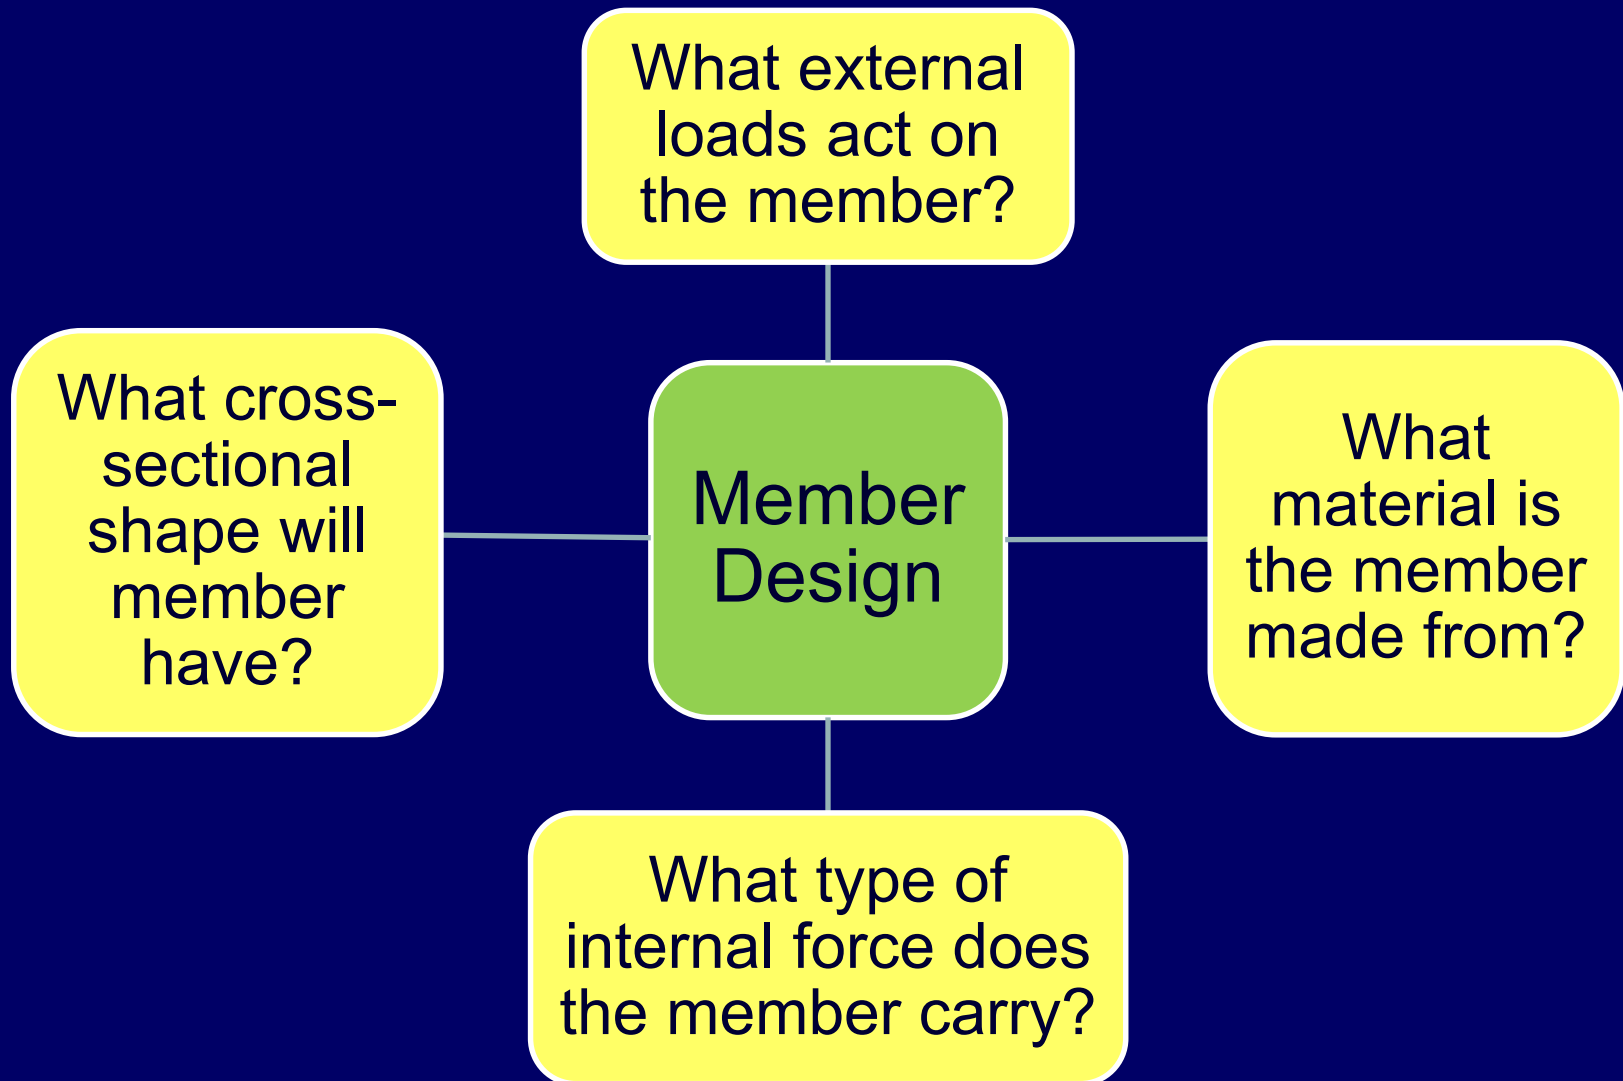 What external
loads act on
the member?
What cross-
sectional
shape will
member
have?
Member
Design
What
material is
the member
made from?
What type of
internal force does
the member carry?